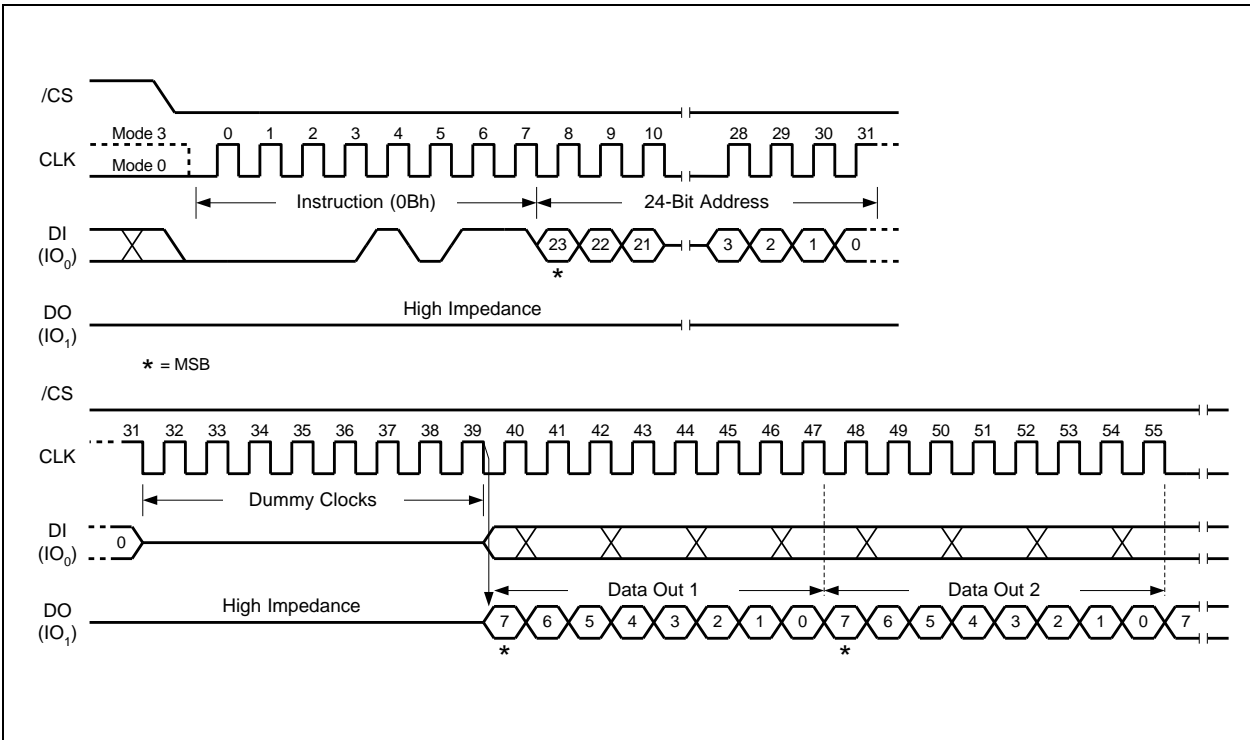 /CS
Mode 3 0 1 2 3 4 5 6 7 8 9 10 28 29 30 31
CLK
Mode 0
Instruction (0Bh) 24-Bit Address
DI
(IO0) 23 22 21 3 2 1 0
*
High Impedance
DO
(IO1)
* = MSB
/CS
31 32 33 34 35 36 37 38 39 40 41 42 43 44 45 46 47 48 49 50 51 52 53 54 55
CLK
Dummy Clocks
DI
(IO0) 0
Data Out 1 Data Out 2
High Impedance
DO
(IO1) 7 6 5 4 3 2 1 0 7 6 5 4 3 2 1 0 7
* *